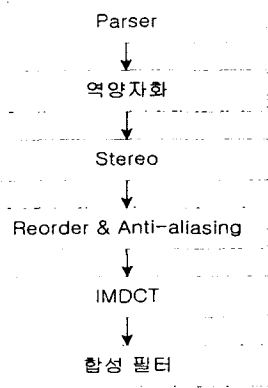 Parser
역양자화
Stereo
Reorder & Anti-aliasing
IMDCT
합성 필터